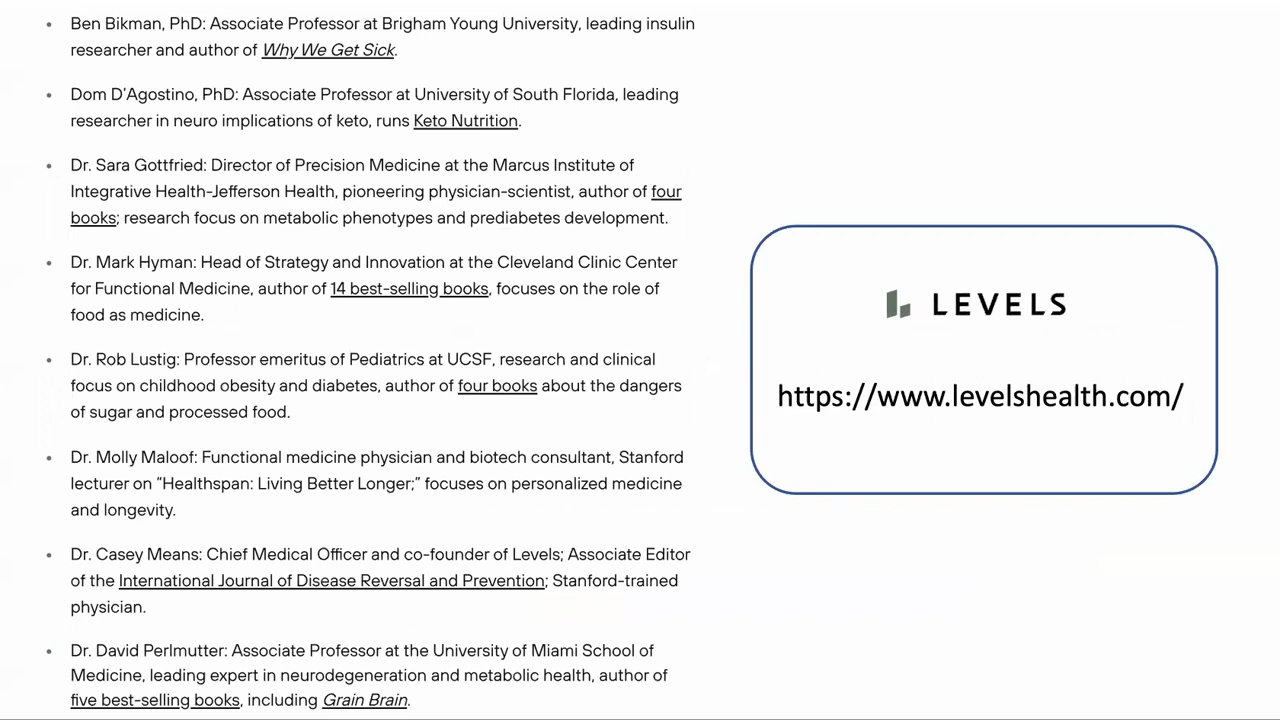 • Ben Bikman, PhD: Associate Professor at Brigham Young University, leading insulin
researcher and author of Why We Get Sick.
• Dom D'Agostino, PhD: Associate Professor at University of South Florida, leading
researcher in neuro implications of keto, runs Keto Nutrition.
• Dr. Sara Gottfried: Director of Precision Medicine at the Marcus Institute of
Integrative Health-Jefferson Health, pioneering physician-scientist, author of four
books; research focus on metabolic phenotypes and prediabetes development.
• Dr. Mark Hyman: Head of Strategy and Innovation at the Cleveland Clinic Center
for Functional Medicine, author of 14 best-selling books, focuses on the role of
food as medicine.
• Dr. Rob Lustig: Professor emeritus of Pediatrics at UCSF, research and clinical
focus on childhood obesity and diabetes, author of four books about the dangers
of sugar and processed food.
• Dr. Molly Maloof: Functional medicine physician and biotech consultant, Stanford
lecturer on “Healthspan: Living Better Longer;” focuses on personalized medicine
and longevity.
• Dr. Casey Means: Chief Medical Officer and co-founder of Levels; Associate Editor
of the International Journal of Disease Reversal and Prevention; Stanford-trained
physician.
• Dr. David Perlmutter: Associate Professor at the University of Miami School of
Medicine, leading expert in neurodegeneration and metabolic health, author of
five best-selling books, including Grain Brain.
LEVELS
https://www.levelshealth.com/